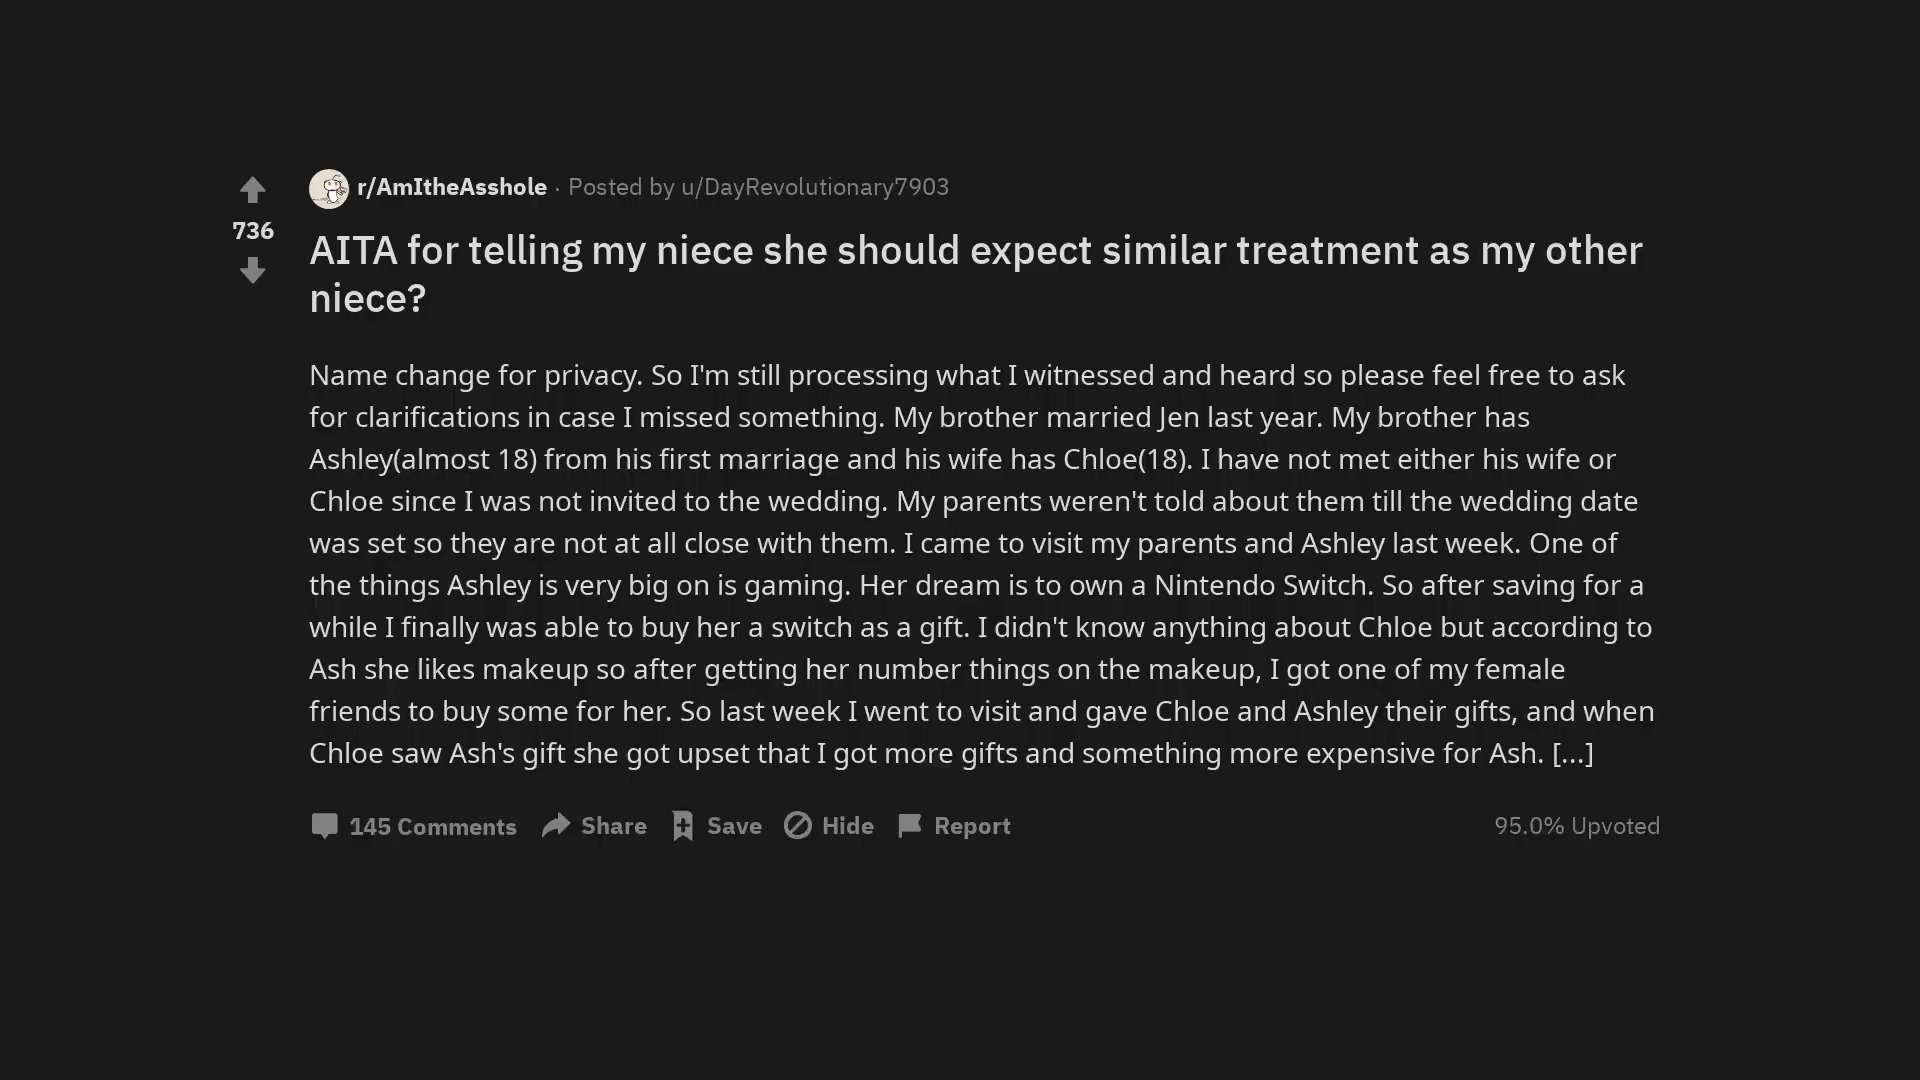 r/AmItheAsshole · Posted by u/DayRevolutionary7903
736
AITA for telling my niece she should expect similar treatment as my other
niece?
Name change for privacy. So I'm still processing what I witnessed and heard so please feel free to ask
for clarifications in case I missed something. My brother married Jen last year. My brother has
Ashley(almost 18) from his first marriage and his wife has Chloe(18). I have not met either his wife or
Chloe since I was not invited to the wedding. My parents weren't told about them till the wedding date
was set so they are not at all close with them. I came to visit my parents and Ashley last week. One of
the things Ashley is very big on is gaming. Her dream is to own a Nintendo Switch. So after saving for a
while I finally was able to buy her a switch as a gift. I didn't know anything about Chloe but according to
Ash she likes makeup so after getting her number things on the makeup, I got one of my female
friends to buy some for her. So last week I went to visit and gave Chloe and Ashley their gifts, and when
Chloe saw Ash's gift she got upset that I got more gifts and something more expensive for Ash. [...]
145 Comments Share Save Hide Report 95.0% Upvoted